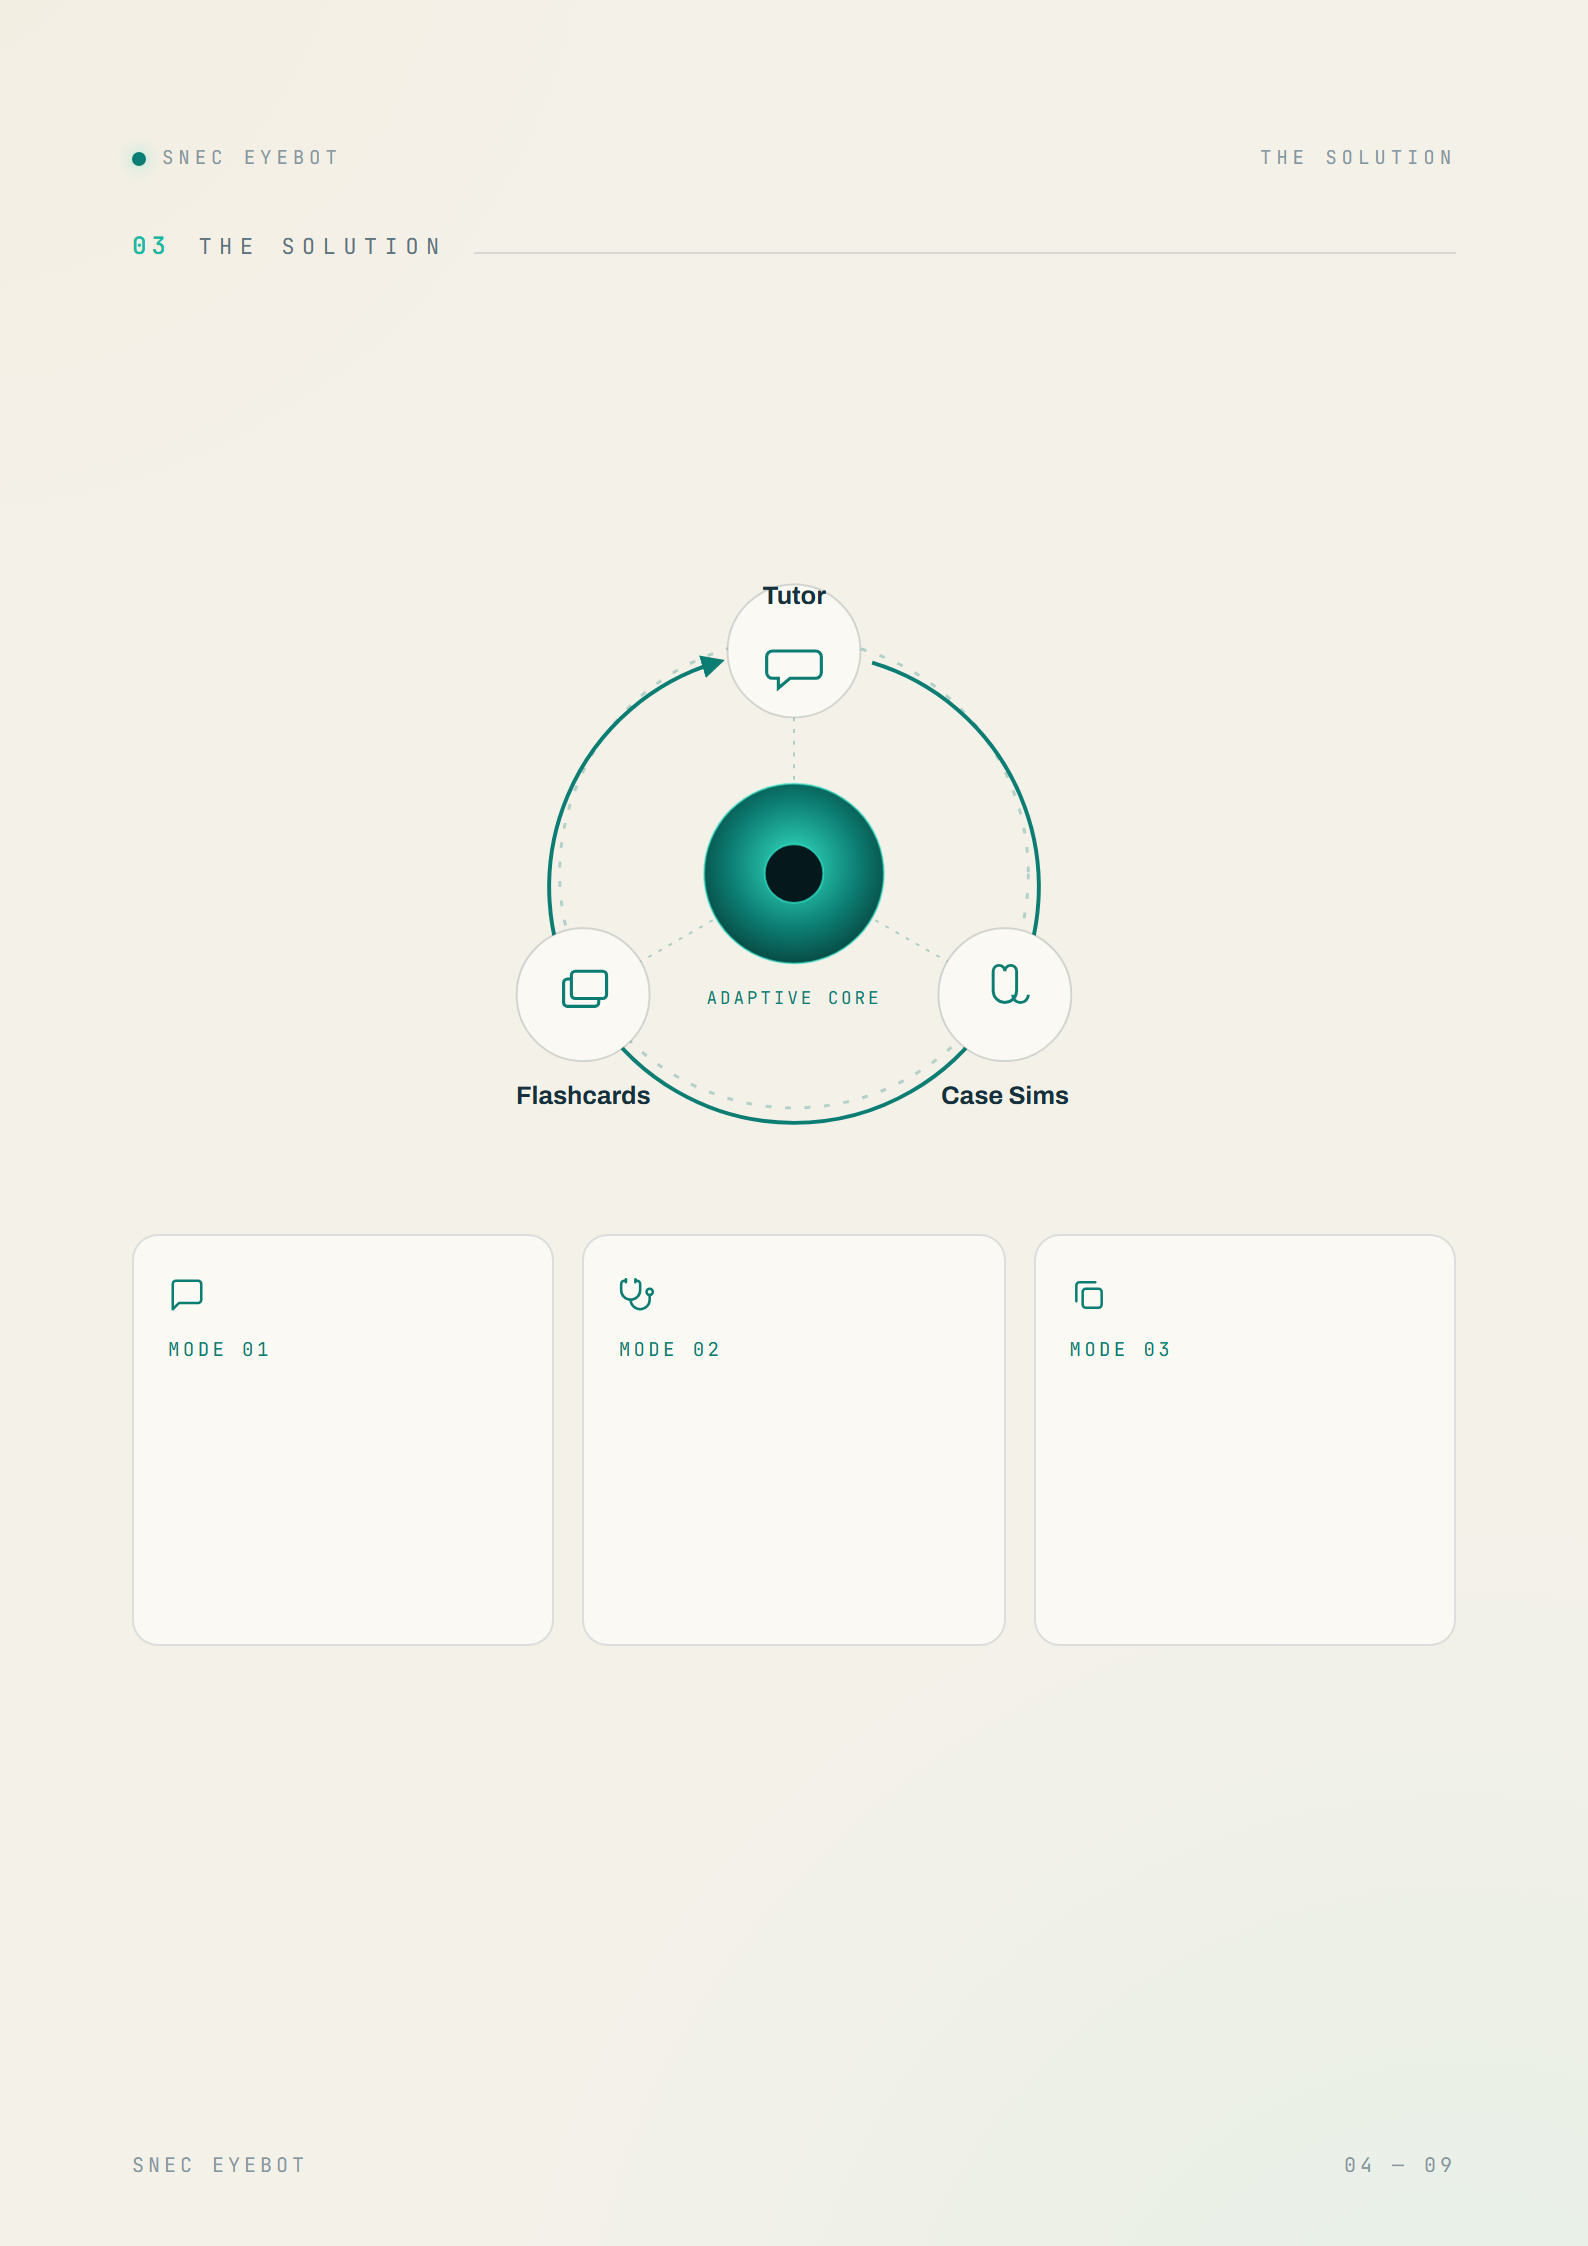 SNEC EYEBOT
THE SOLUTION
03 THE SOLUTION
Tutor
ADAPTIVE CORE
Flashcards
Case Sims
MODE 01
MODE 02
MODE 03
SNEC EYEBOT
04 — 09